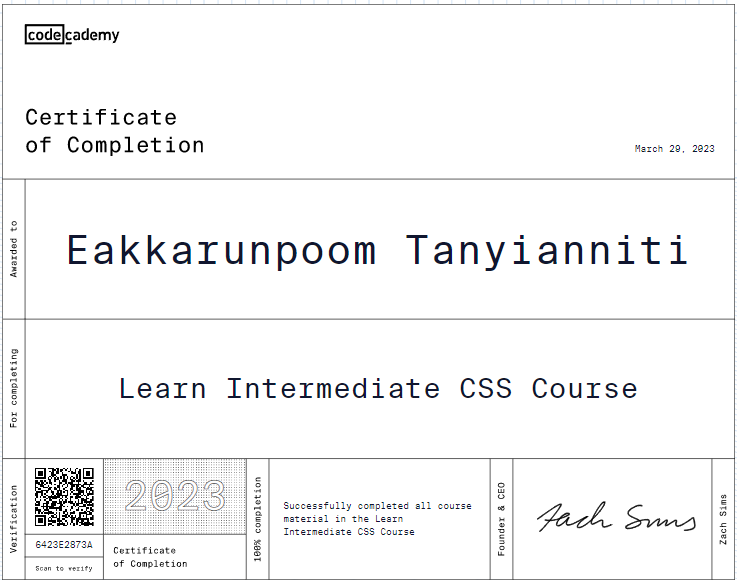 codecademy
Certificate
of Completion
March 29, 2023
Awarded to
Eakkarunpoom Tanyianniti
For completing
Learn Intermediate CSS Course
Verification
6423E2873A
Scan to verify
2023
Certificate
of Completion
100% completion
Successfully completed all course
material in the Learn
Intermediate CSS Course
Founder & CEO
Zach Sims
Zach Sims